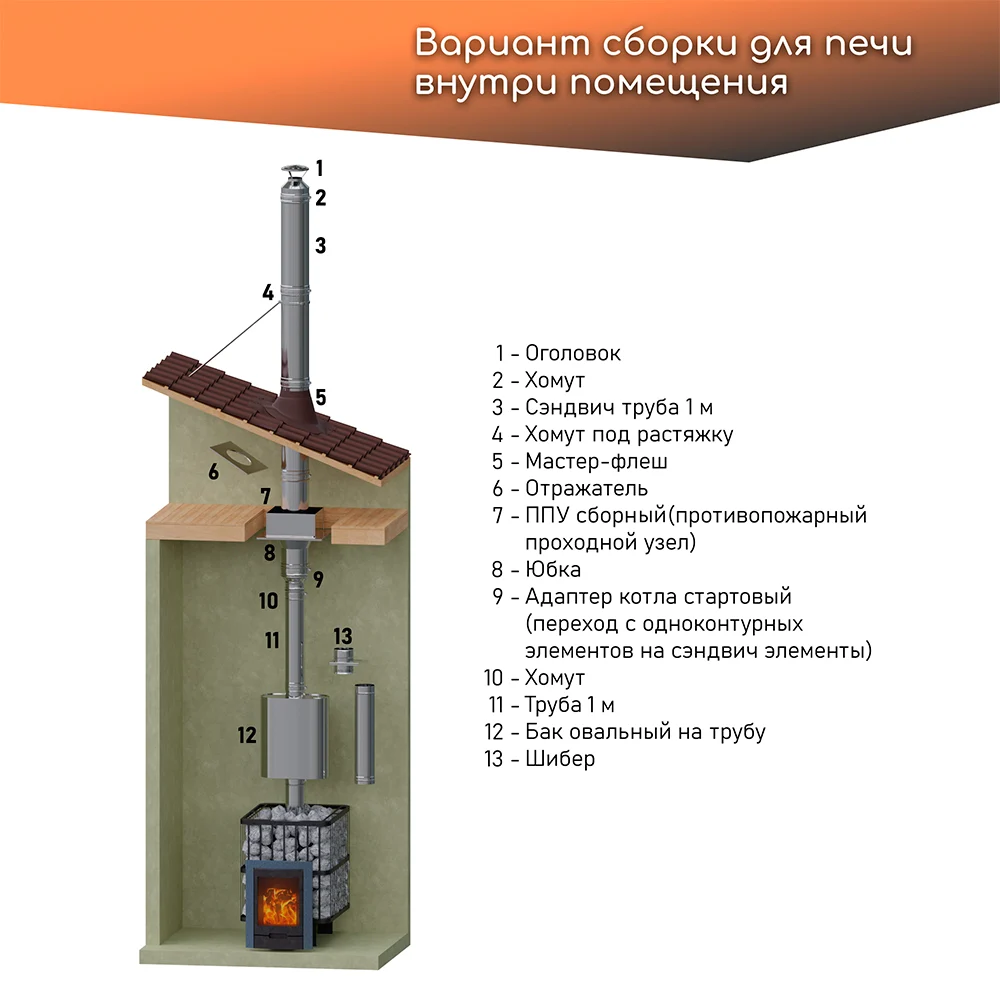 Вариант сборки для печи
внутри помещения
1
2
3
4
5
6
7
8
9
10
11
13
12
1 - Оголовок
2 - Хомут
3 - Сэндвич труба 1 м
4 - Хомут под растяжку
5 - Мастер-флеш
6 - Отражатель
7 - ППУ сборный(противопожарный
проходной узел)
8 - Юбка
9 - Адаптер котла стартовый
(переход с одноконтурных
элементов на сэндвич элементы)
10 - Хомут
11 - Труба 1 м
12 - Бак овальный на трубу
13 - Шибер